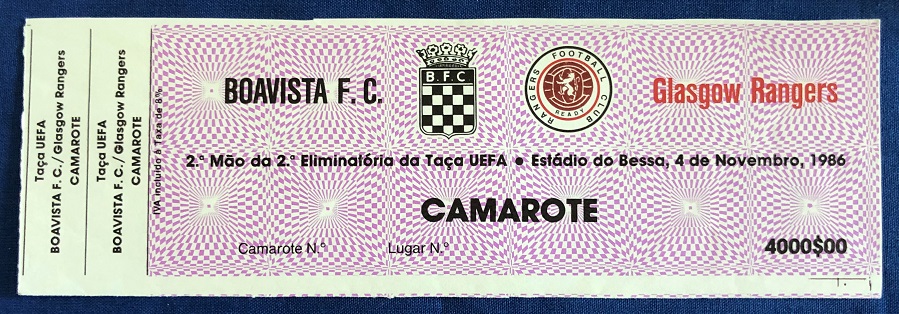 Taça UEFA
BOAVISTA F. C./Glasgow Rangers
CAMAROTE
Taça UEFA
BOAVISTA F. C./Glasgow Rangers
CAMAROTE
IVA incluído à Taxa de 8%
BOAVISTA F. C.
B.F.C
RANGERS FOOTBALL CLUB
READY
Glasgow Rangers
2.ª Mão da 2.ª Eliminatória da Taça UEFA • Estádio do Bessa, 4 de Novembro, 1986
CAMAROTE
Camarote N.º Lugar N.º 4000$00